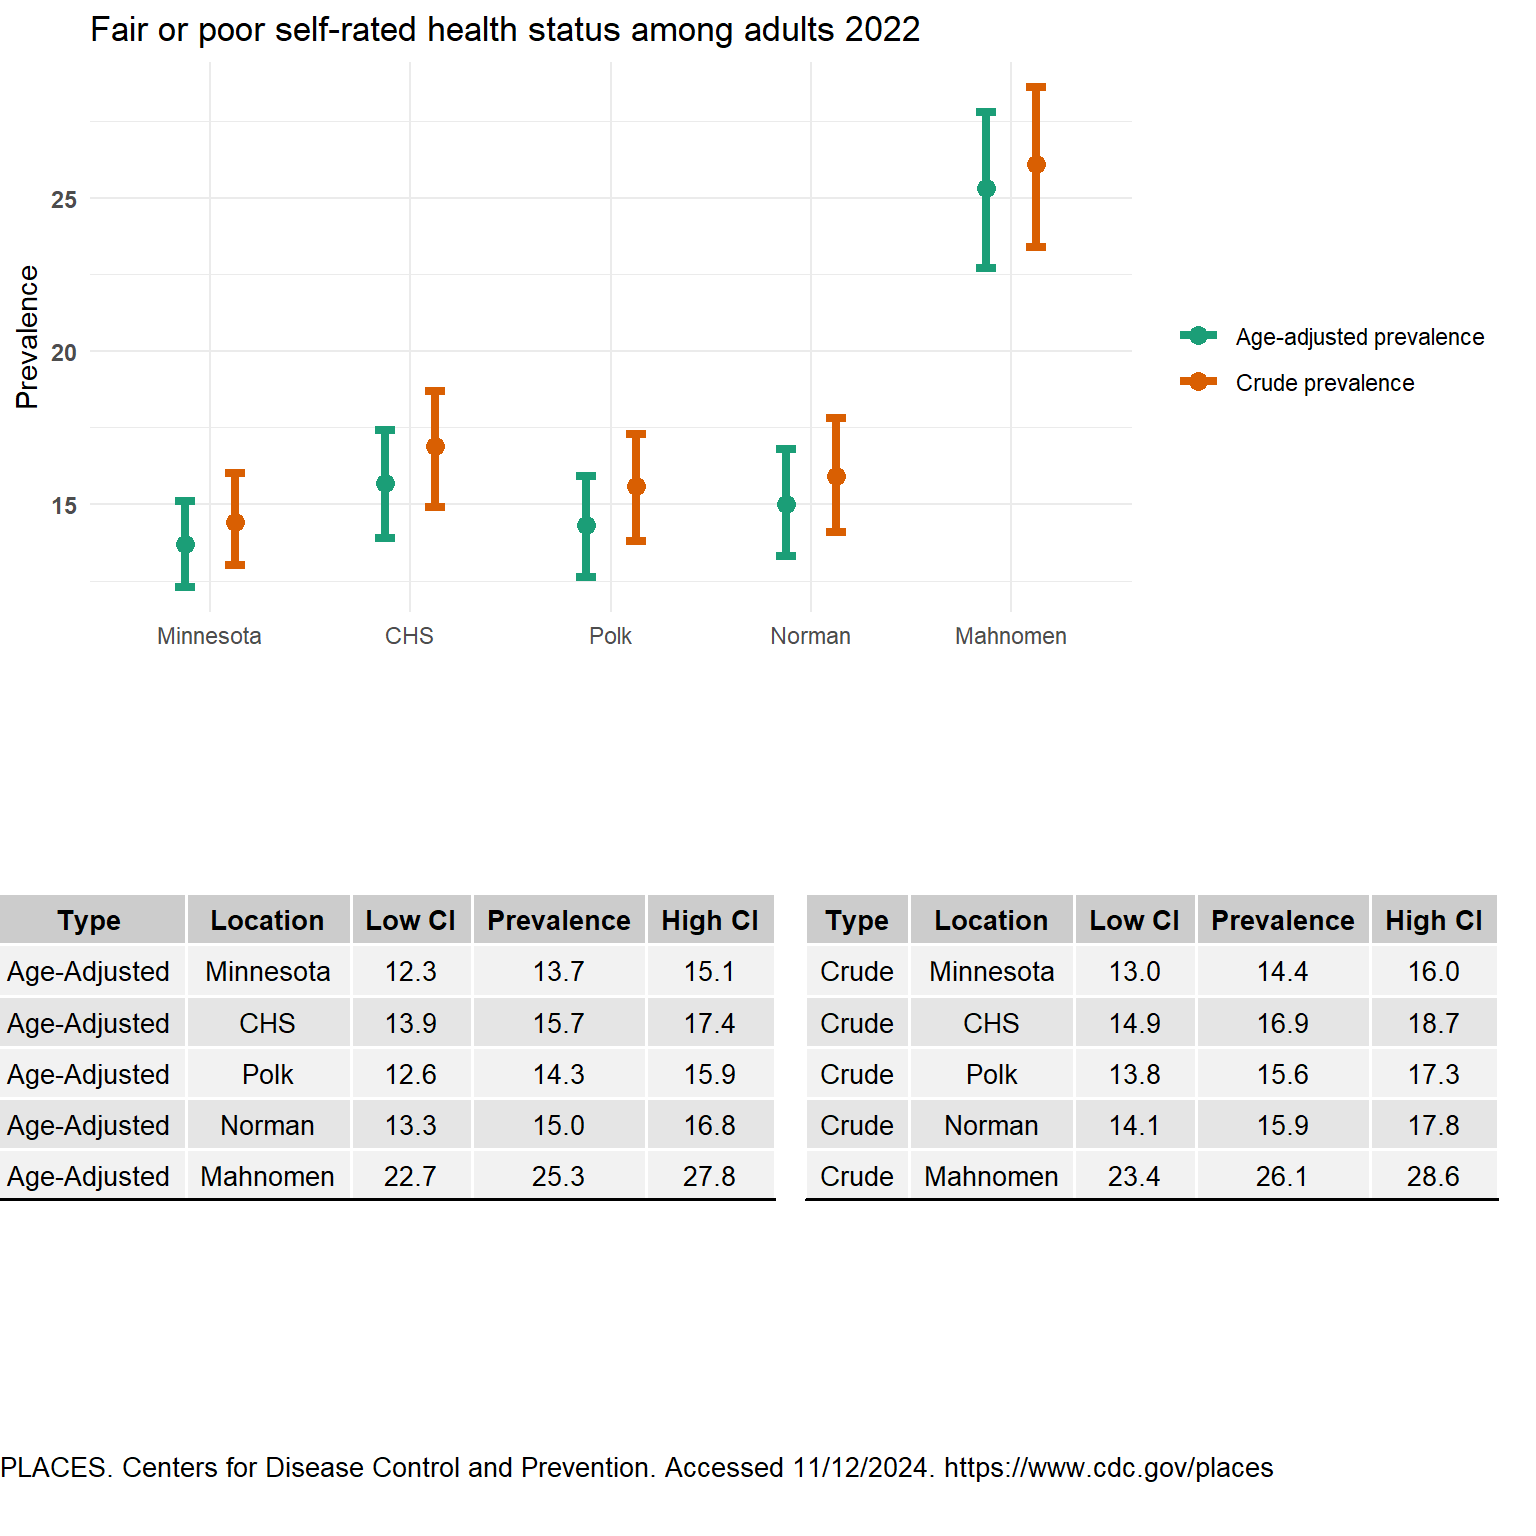 Fair or poor self-rated health status among adults 2022
Prevalence
25
20
15
Minnesota CHS Polk Norman Mahnomen
Age-adjusted prevalence
Crude prevalence
Type Location Low CI Prevalence High CI
Age-Adjusted Minnesota 12.3 13.7 15.1
Age-Adjusted CHS 13.9 15.7 17.4
Age-Adjusted Polk 12.6 14.3 15.9
Age-Adjusted Norman 13.3 15.0 16.8
Age-Adjusted Mahnomen 22.7 25.3 27.8
Type Location Low CI Prevalence High CI
Crude Minnesota 13.0 14.4 16.0
Crude CHS 14.9 16.9 18.7
Crude Polk 13.8 15.6 17.3
Crude Norman 14.1 15.9 17.8
Crude Mahnomen 23.4 26.1 28.6
PLACES. Centers for Disease Control and Prevention. Accessed 11/12/2024. https://www.cdc.gov/places